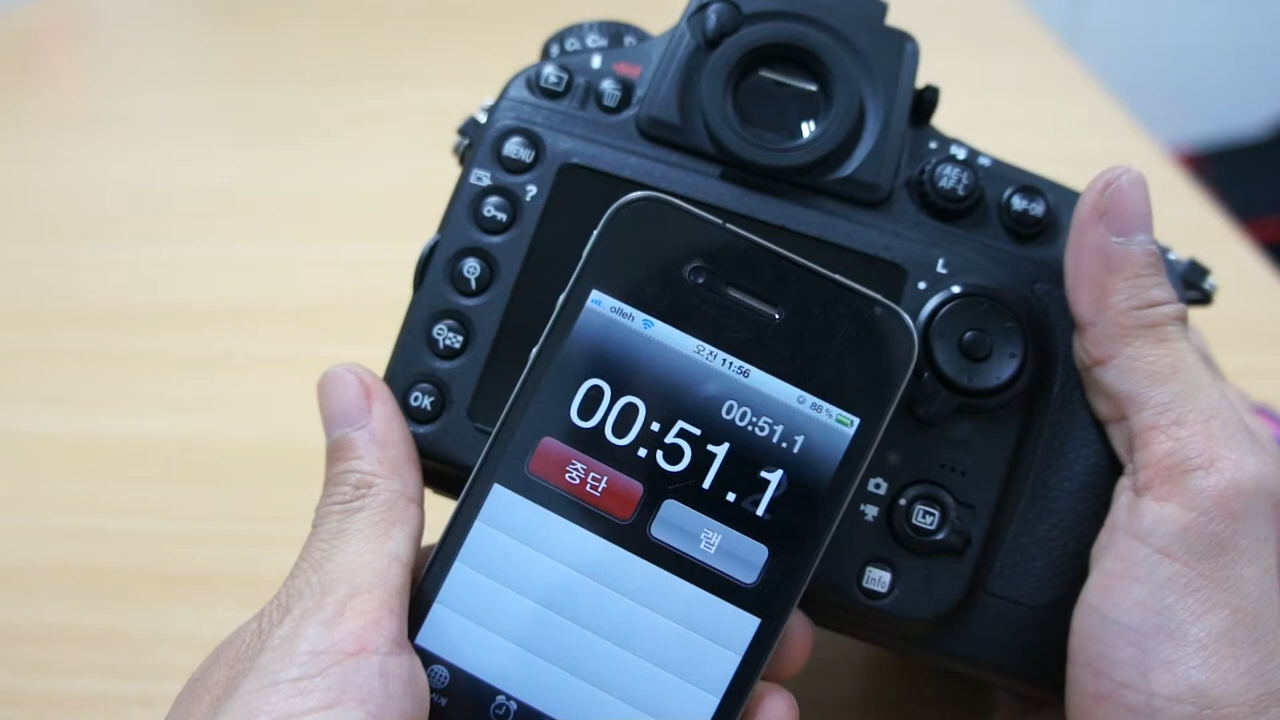 MENU
?
AE-L
AF-L
AF-ON
L
OK
olleh
오전 11:56
88%
00:51.1
00:51.1
중단
랩
Lv
info